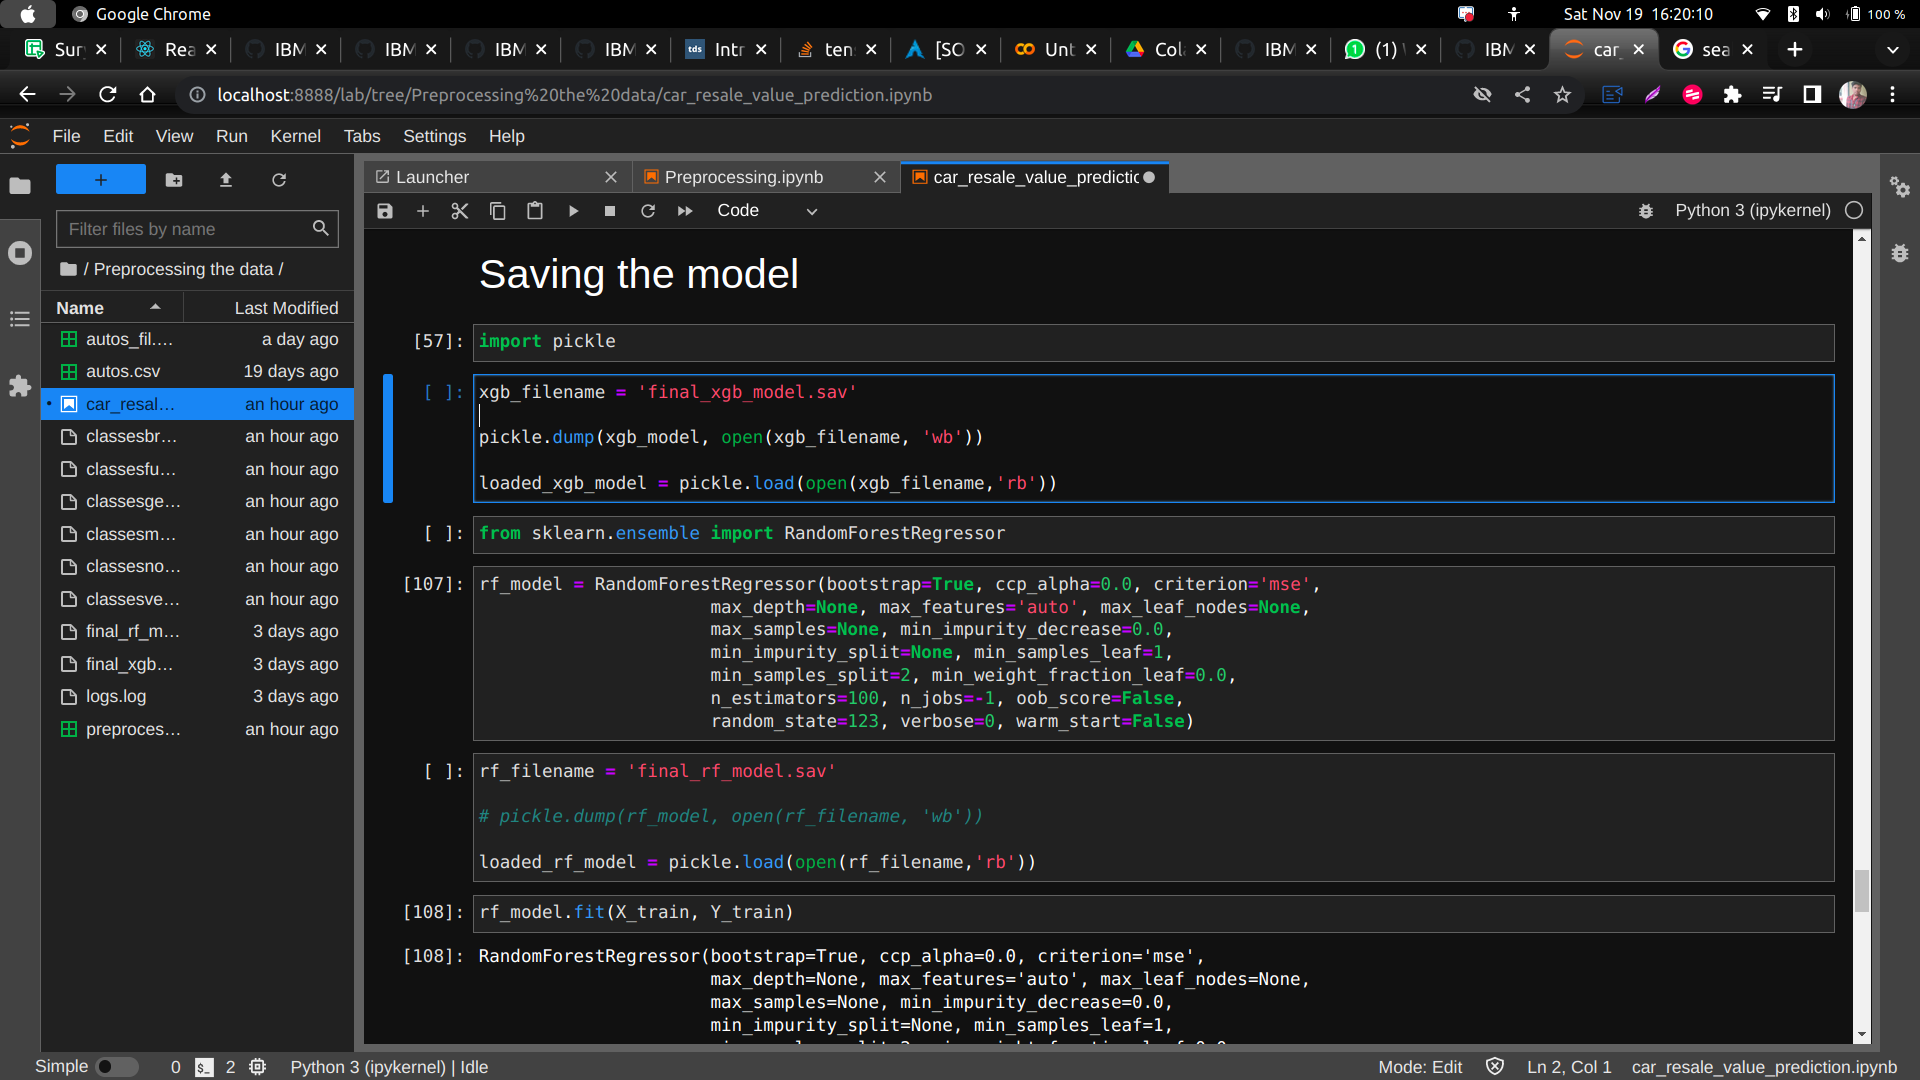 Google Chrome
Sat Nov 19 16:20:10
100 %
Sur
Rea
IBM
IBM
IBM
IBM
tds
Intr
ten
[SO
Unt
Col
IBM
(1)
IBM
car_
sea
localhost:8888/lab/tree/Preprocessing%20the%20data/car_resale_value_prediction.ipynb
File Edit View Run Kernel Tabs Settings Help
Launcher
Preprocessing.ipynb
car_resale_value_predictic
Filter files by name
/ Preprocessing the data /
Name Last Modified
autos_fil.... a day ago
autos.csv 19 days ago
car_resal... an hour ago
classesbr... an hour ago
classesfu... an hour ago
classesge... an hour ago
classesm... an hour ago
classesno... an hour ago
classesve... an hour ago
final_rf_m... 3 days ago
final_xgb... 3 days ago
logs.log 3 days ago
preproces... an hour ago
Code
Python 3 (ipykernel)
Saving the model
[57]: import pickle
[ ]: xgb_filename = 'final_xgb_model.sav'
pickle.dump(xgb_model, open(xgb_filename, 'wb'))
loaded_xgb_model = pickle.load(open(xgb_filename,'rb'))
[ ]: from sklearn.ensemble import RandomForestRegressor
[107]: rf_model = RandomForestRegressor(bootstrap=True, ccp_alpha=0.0, criterion='mse',
max_depth=None, max_features='auto', max_leaf_nodes=None,
max_samples=None, min_impurity_decrease=0.0,
min_impurity_split=None, min_samples_leaf=1,
min_samples_split=2, min_weight_fraction_leaf=0.0,
n_estimators=100, n_jobs=-1, oob_score=False,
random_state=123, verbose=0, warm_start=False)
[ ]: rf_filename = 'final_rf_model.sav'
# pickle.dump(rf_model, open(rf_filename, 'wb'))
loaded_rf_model = pickle.load(open(rf_filename,'rb'))
[108]: rf_model.fit(X_train, Y_train)
[108]: RandomForestRegressor(bootstrap=True, ccp_alpha=0.0, criterion='mse',
max_depth=None, max_features='auto', max_leaf_nodes=None,
max_samples=None, min_impurity_decrease=0.0,
min_impurity_split=None, min_samples_leaf=1,
Simple 0 2 Python 3 (ipykernel) | Idle
Mode: Edit Ln 2, Col 1 car_resale_value_prediction.ipynb